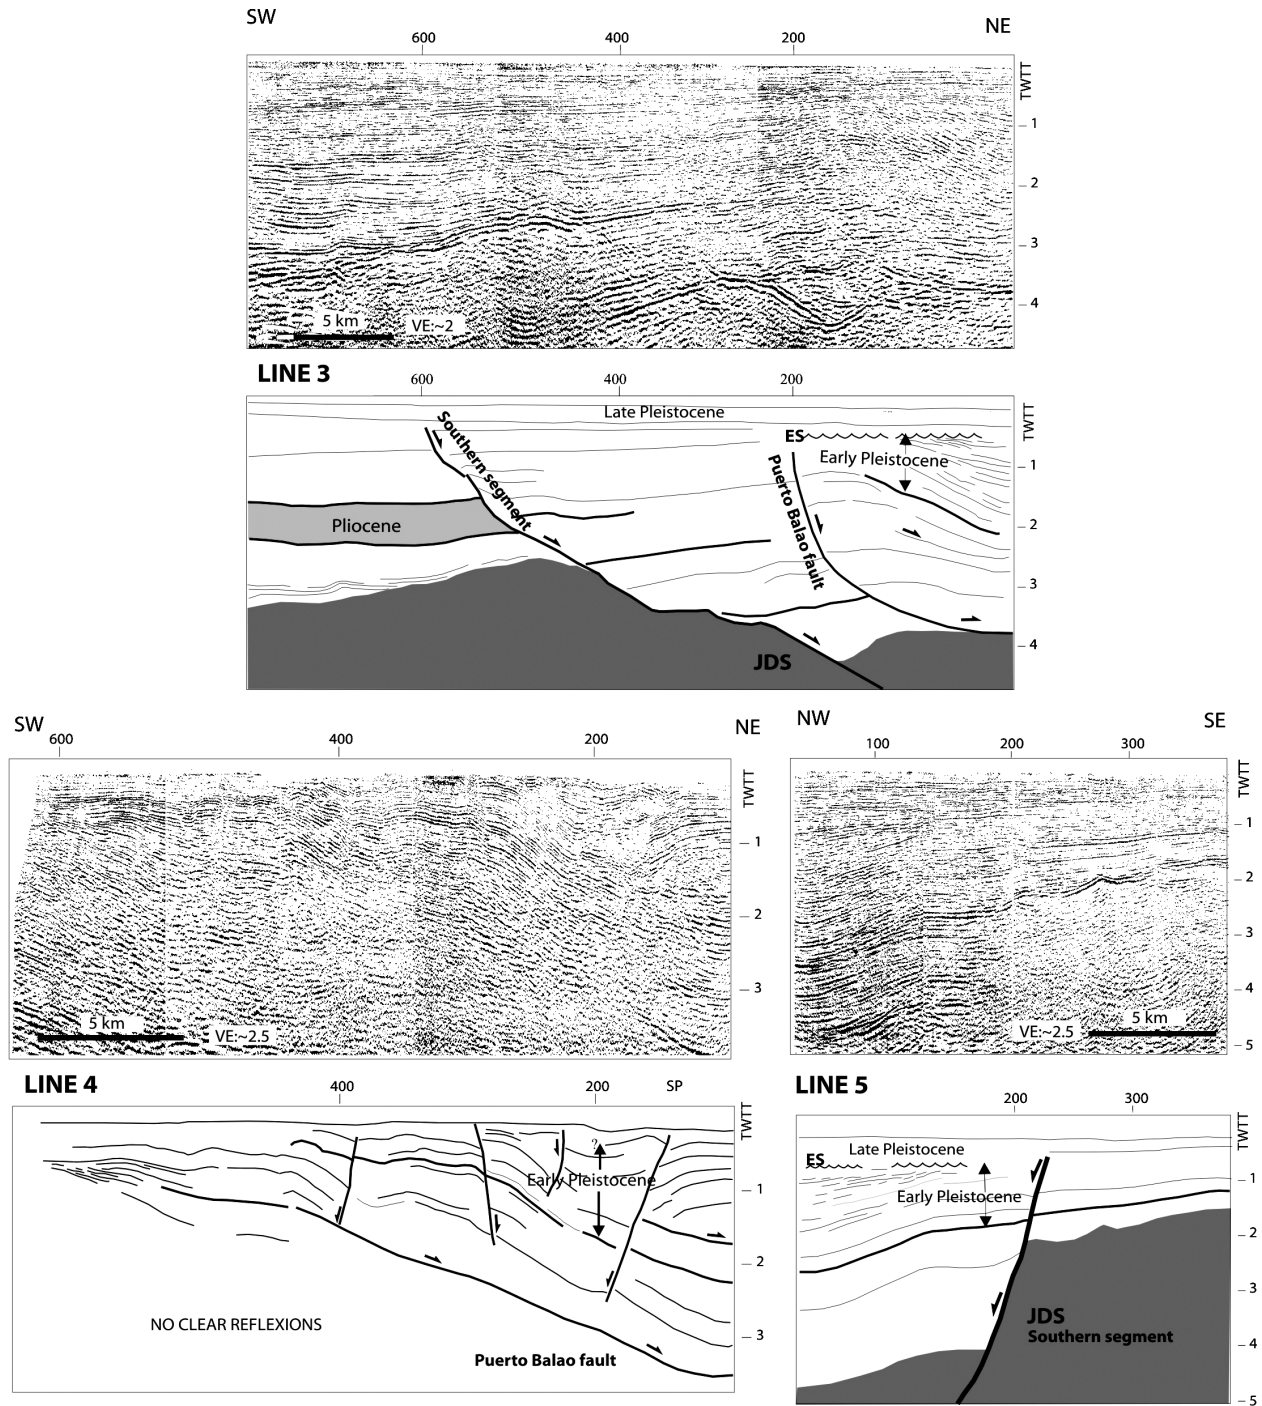 SW
NE
600 400 200
TWTT
1
2
3
4
5 km
VE:~2
LINE 3
600 400 200
TWTT
Late Pleistocene
Southern segment
ES
Early Pleistocene
Puerto Balao fault
Pliocene
1
2
3
4
JDS
SW
NE
600 400 200
TWTT
1
2
3
5 km
VE:~2.5
NW
SE
100 200 300
TWTT
1
2
3
4
5
VE:~2.5
5 km
LINE 4
400 200 SP
TWTT
?
Early Pleistocene
1
2
3
NO CLEAR REFLEXIONS
Puerto Balao fault
LINE 5
200 300
TWTT
Late Pleistocene
ES
Early Pleistocene
1
2
3
4
5
JDS
Southern segment